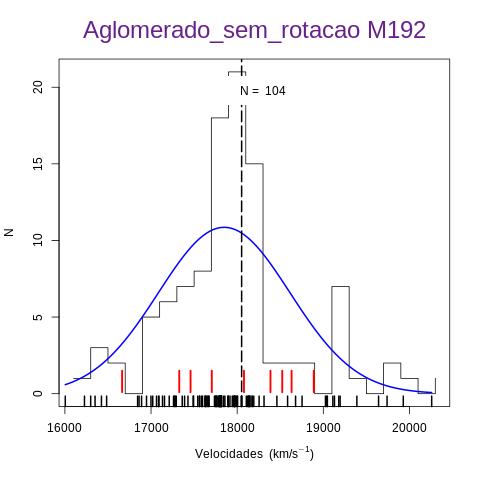 Aglomerado_sem_rotacao M192
N = 104
N
0
5
10
15
20
16000 17000 18000 19000 20000
Velocidades (km/s⁻¹)